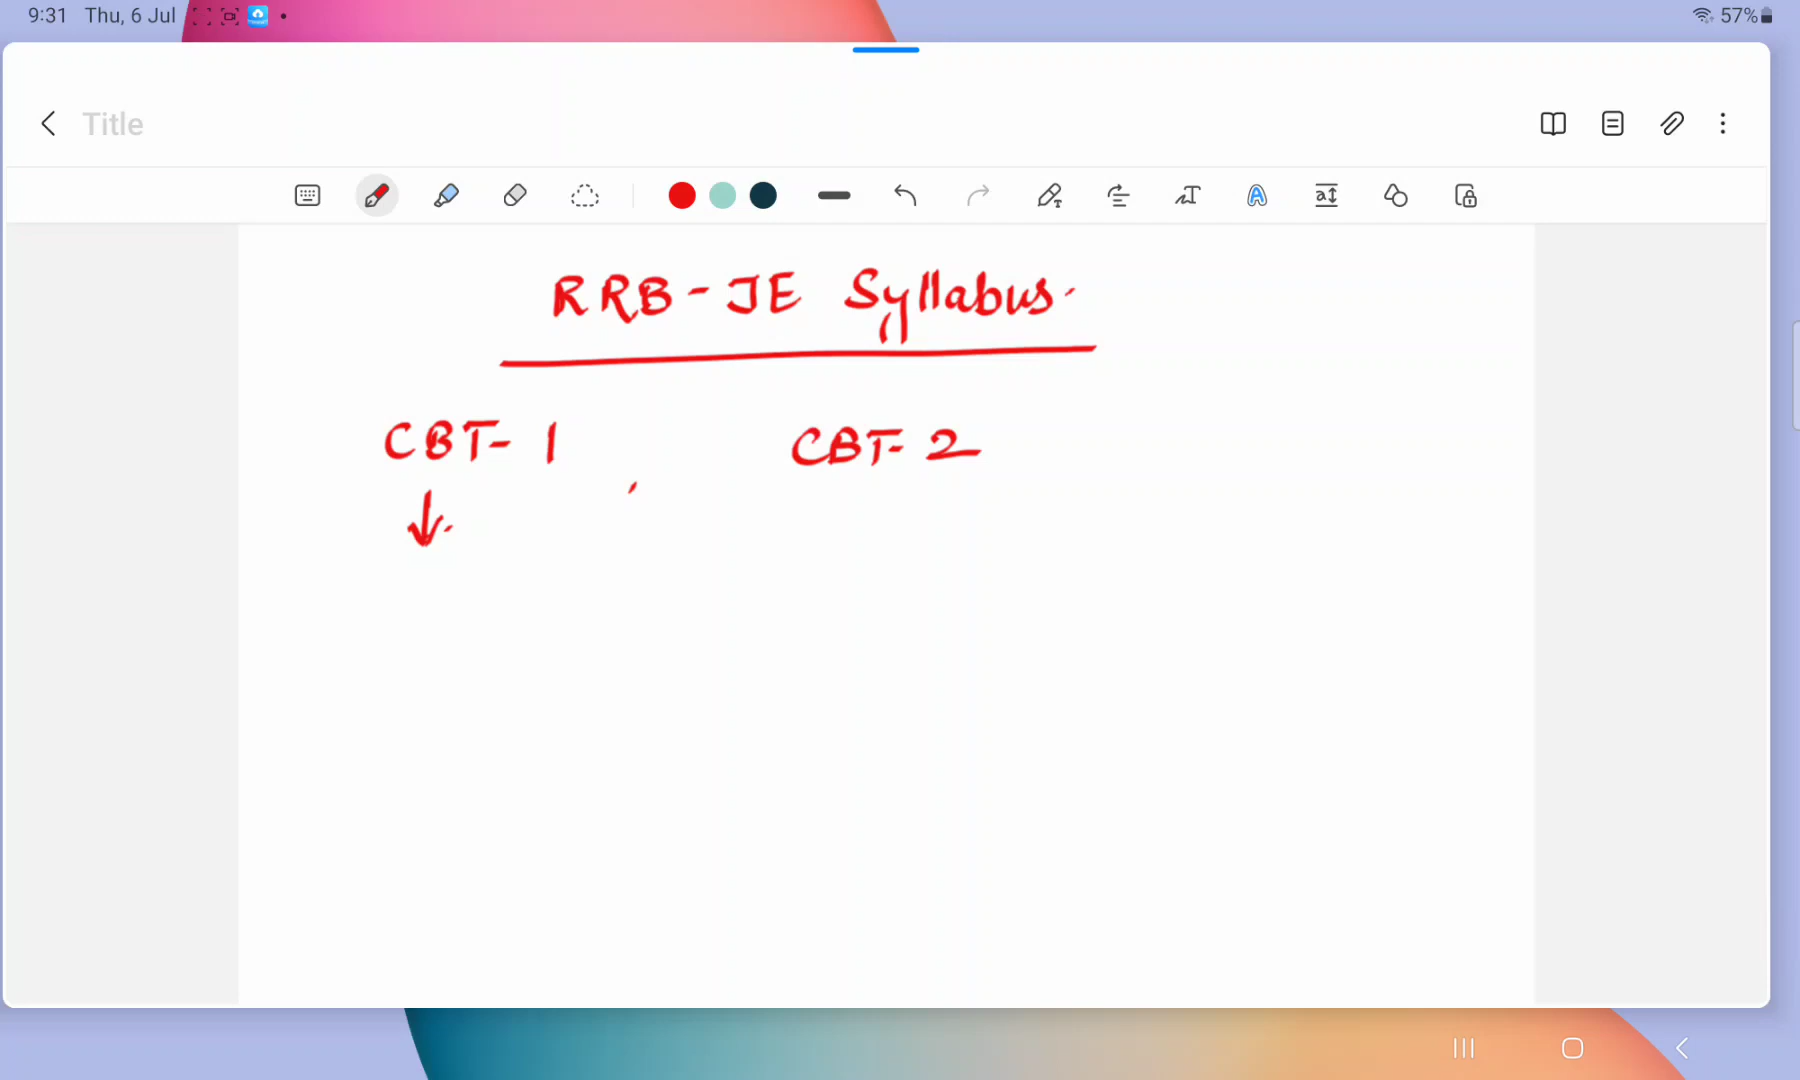 9:31 Thu, 6 Jul 57%
Title
RRB-JE Syllabus.
CBT-1 CBT-2